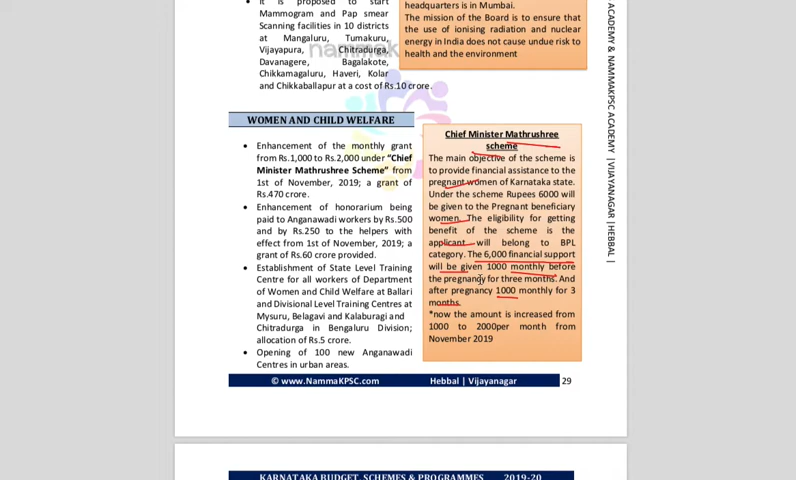 It is proposed to start
Mammogram and Pap smear
Scanning facilities in 10 districts
at Mangaluru, Tumakuru,
Vijayapura, Chitradurga,
Davanagere, Bagalakote,
Chikkamagaluru, Haveri, Kolar
and Chikkaballapur at a cost of Rs.10 crore.
headquarters is in Mumbai.
The mission of the Board is to ensure that
the use of ionising radiation and nuclear
energy in India does not cause undue risk to
health and the environment
WOMEN AND CHILD WELFARE
• Enhancement of the monthly grant
from Rs.1,000 to Rs.2,000 under “Chief
Minister Mathrushree Scheme” from
1st of November, 2019; a grant of
Rs.470 crore.
• Enhancement of honorarium being
paid to Anganawadi workers by Rs.500
and by Rs.250 to the helpers with
effect from 1st of November, 2019; a
grant of Rs.60 crore provided.
• Establishment of State Level Training
Centre for all workers of Department
of Women and Child Welfare at Ballari
and Divisional Level Training Centres at
Mysuru, Belagavi and Kalaburagi and
Chitradurga in Bengaluru Division;
allocation of Rs.5 crore.
• Opening of 100 new Anganawadi
Centres in urban areas.
Chief Minister Mathrushree
scheme
The main objective of the scheme is
to provide financial assistance to the
pregnant women of Karnataka state.
Under the scheme Rupees 6000 will
be given to the Pregnant beneficiary
women. The eligibility for getting
benefit of the scheme is the
applicant will belong to BPL
category. The 6,000 financial support
will be given 1000 monthly before
the pregnancy for three months. And
after pregnancy 1000 monthly for 3
months.
*now the amount is increased from
1000 to 2000per month from
November 2019
© www.NammaKPSC.com Hebbal | Vijayanagar 29
ACADEMY & NAMMAKPSC ACADEMY |VIJAYANAGAR |HEBBAL |
KARNATAKA BUDGET, SCHEMES & PROGRAMMES 2019-20